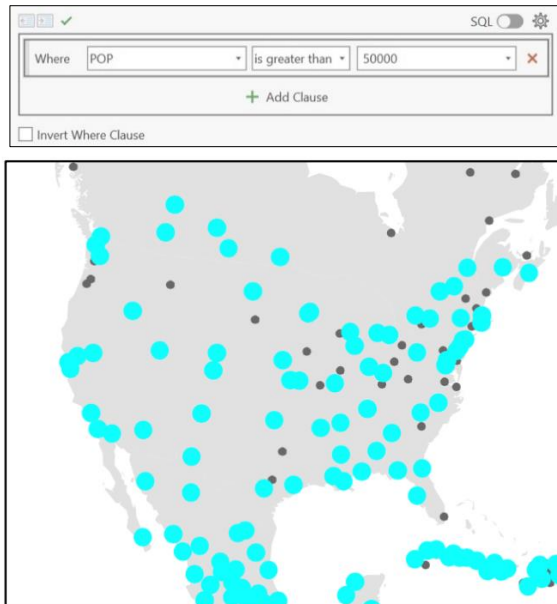 SQL
Where POP is greater than 50000
Add Clause
Invert Where Clause